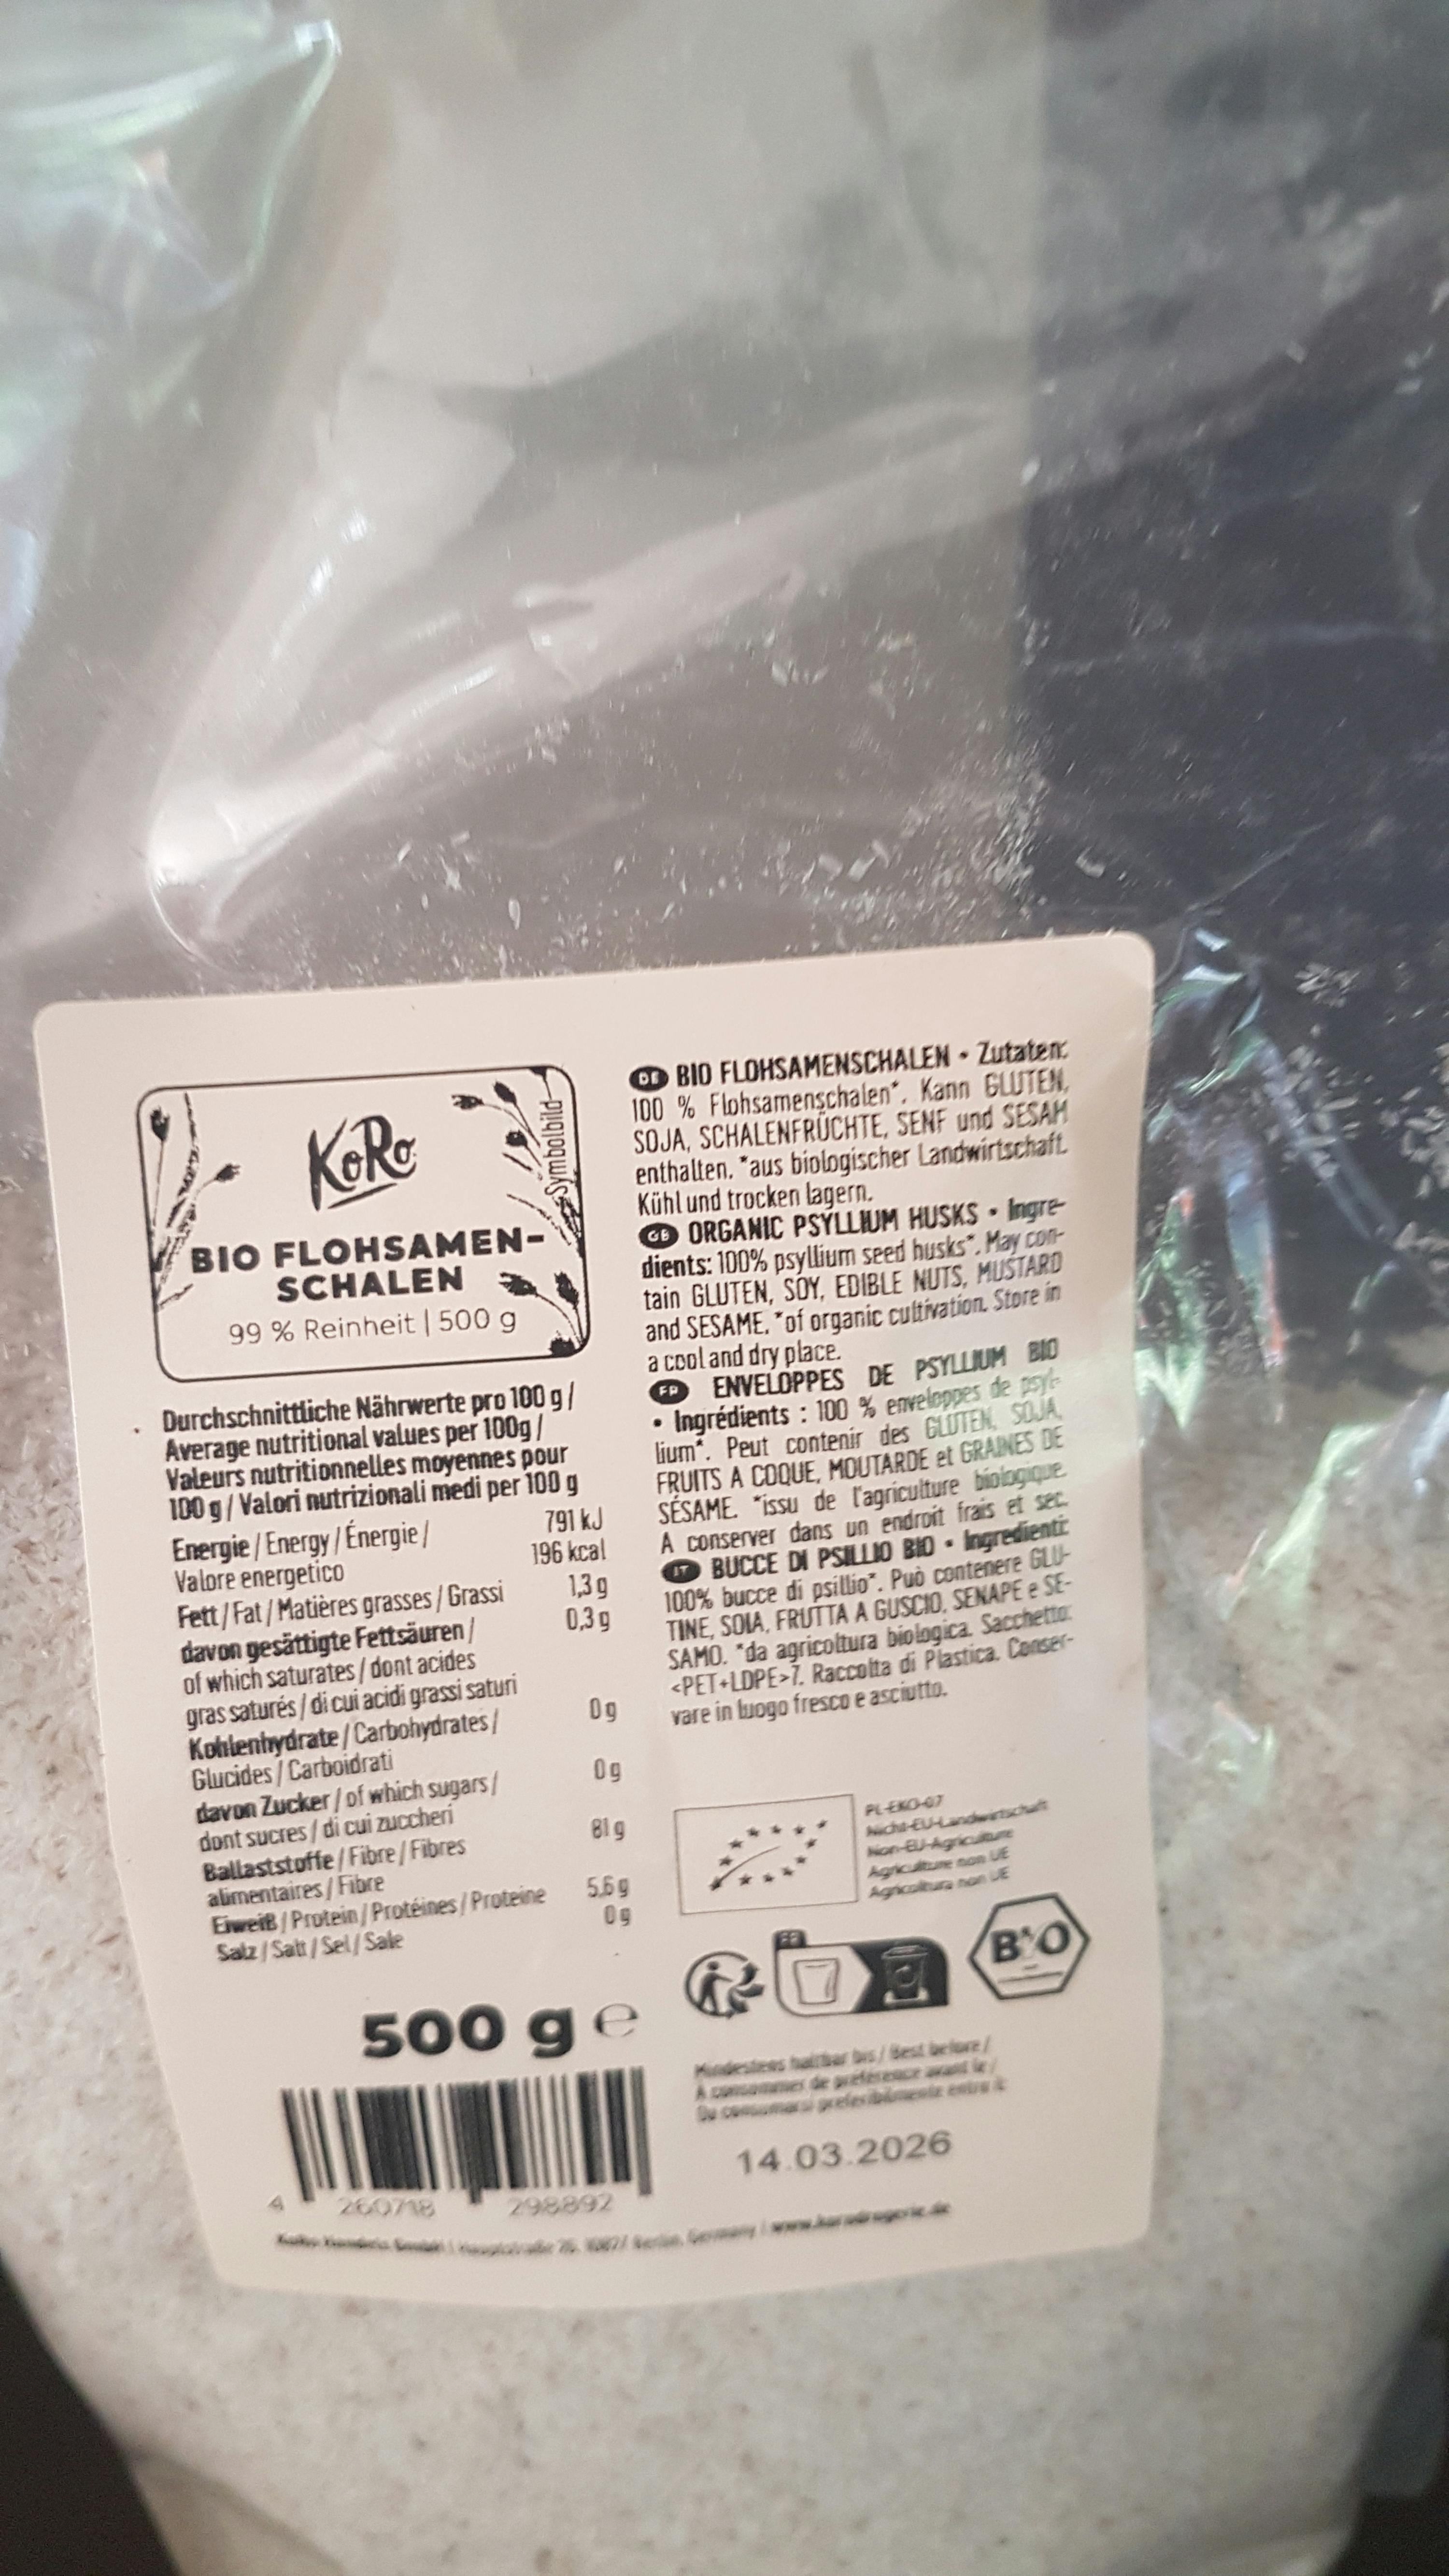 KoRo
Symbolbild
BIO FLOHSAMEN-
SCHALEN
99 % Reinheit | 500 g
Durchschnittliche Nährwerte pro 100 g /
Average nutritional values per 100g /
Valeurs nutritionnelles moyennes pour
100 g / Valori nutrizionali medi per 100 g
Energie / Energy / Énergie / 791 kJ
Valore energetico 196 kcal
Fett / Fat / Matières grasses / Grassi 1,3 g
davon gesättigte Fettsäuren / 0,3 g
of which saturates / dont acides
gras saturés / di cui acidi grassi saturi
Kohlenhydrate / Carbohydrates / 0 g
Glucides / Carboidrati
davon Zucker / of which sugars / 0 g
dont sucres / di cui zuccheri
Ballaststoffe / Fibre / Fibres 81 g
alimentaires / Fibre
Eiweiß / Protein / Protéines / Proteine 5,6 g
Salz / Salt / Sel / Sale 0 g
500 g e
4 260718 298892
DE BIO FLOHSAMENSCHALEN • Zutaten:
100 % Flohsamenschalen*. Kann GLUTEN,
SOJA, SCHALENFRÜCHTE, SENF und SESAM
enthalten. *aus biologischer Landwirtschaft.
Kühl und trocken lagern.
GB ORGANIC PSYLLIUM HUSKS • Ingre-
dients: 100% psyllium seed husks*. May con-
tain GLUTEN, SOY, EDIBLE NUTS, MUSTARD
and SESAME. *of organic cultivation. Store in
a cool and dry place.
FR ENVELOPPES DE PSYLLIUM BIO
• Ingrédients : 100 % enveloppes de psyl-
lium*. Peut contenir des GLUTEN, SOJA,
FRUITS A COQUE, MOUTARDE et GRAINES DE
SÉSAME. *issu de l'agriculture biologique.
A conserver dans un endroit frais et sec.
IT BUCCE DI PSILLIO BIO • Ingredienti:
100% bucce di psillio*. Può contenere GLU-
TINE, SOIA, FRUTTA A GUSCIO, SENAPE e SE-
SAMO. *da agricoltura biologica. Sacchetto:
<PET+LDPE>7. Raccolta di Plastica. Conser-
vare in luogo fresco e asciutto.
PL-EKO-07
Nicht-EU-Landwirtschaft
Non-EU-Agriculture
Agriculture non UE
Agricoltura non UE
FR
BIO
Mindestens haltbar bis / Best before /
A consommer de préférence avant le /
Da consumarsi preferibilmente entro il:
14.03.2026
KoRo Handels GmbH | Hauptstraße 26, 10827 Berlin, Germany | www.korodrogerie.de